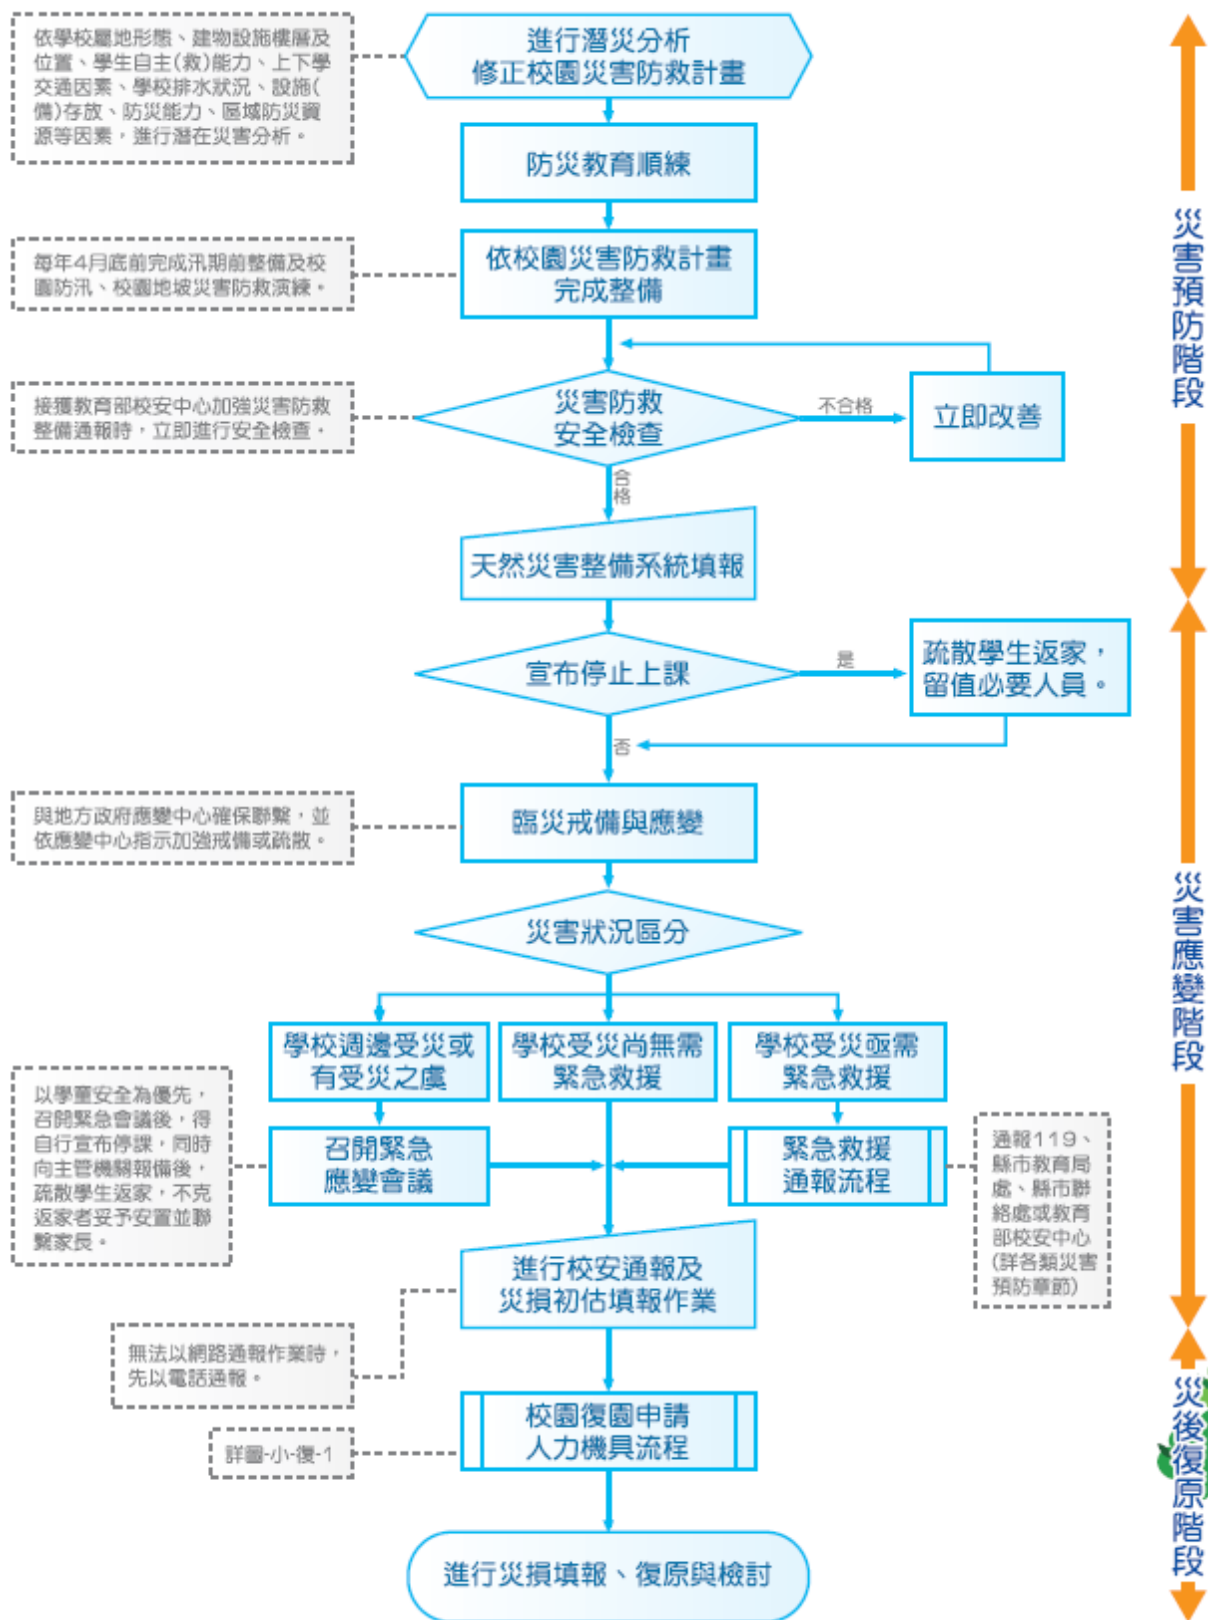 依學校屬地形態、建物設施樓層及
位置、學生自主(救)能力、上下學
交通因素、學校排水狀況、設施(
備)存放、防災能力、區域防災資
源等因素，進行潛在災害分析。
進行潛災分析
修正校園災害防救計畫
防災教育順練
每年4月底前完成汛期前整備及校
園防汛、校園地坡災害防救演練。
依校園災害防救計畫
完成整備
接獲教育部校安中心加強災害防救
整備通報時，立即進行安全檢查。
災害防救
安全檢查
不合格
立即改善
合格
天然災害整備系統填報
災害預防階段
宣布停止上課
是
疏散學生返家，
留值必要人員。
否
與地方政府應變中心確保聯繫，並
依應變中心指示加強戒備或疏散。
臨災戒備與應變
災害狀況區分
學校週邊受災或
有受災之虞
學校受災尚無需
緊急救援
學校受災亟需
緊急救援
以學童安全為優先，
召開緊急會議後，得
自行宣布停課，同時
向主管機關報備後，
疏散學生返家，不克
返家者妥予安置並聯
繫家長。
召開緊急
應變會議
緊急救援
通報流程
通報119、
縣市教育局
處、縣市聯
絡處或教育
部校安中心
(詳各類災害
預防章節)
進行校安通報及
災損初估填報作業
災害應變階段
無法以網路通報作業時，
先以電話通報。
校園復園申請
人力機具流程
詳圖-小-復-1
進行災損填報、復原與檢討
災後復原階段